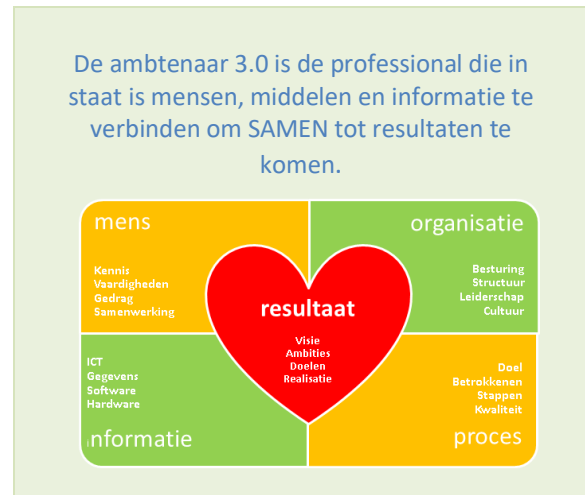 De ambtenaar 3.0 is de professional die in
staat is mensen, middelen en informatie te
verbinden om SAMEN tot resultaten te
komen.
mens
Kennis
Vaardigheden
Gedrag
Samenwerking
organisatie
Besturing
Structuur
Leiderschap
Cultuur
resultaat
Visie
Ambities
Doelen
Realisatie
ICT
Gegevens
Software
Hardware
informatie
Doel
Betrokkenen
Stappen
Kwaliteit
proces